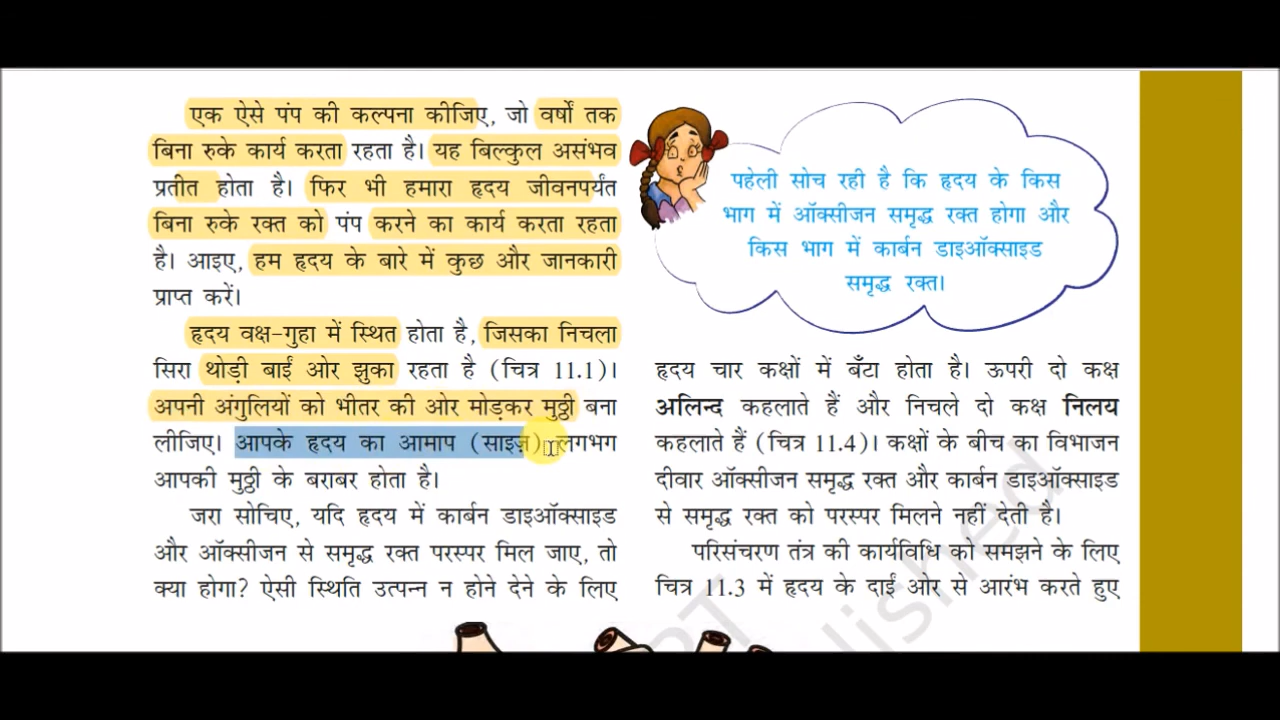 एक ऐसे पंप की कल्पना कीजिए, जो वर्षों तक
बिना रुके कार्य करता रहता है। यह बिल्कुल असंभव
प्रतीत होता है। फिर भी हमारा हृदय जीवनपर्यंत
बिना रुके रक्त को पंप करने का कार्य करता रहता
है। आइए, हम हृदय के बारे में कुछ और जानकारी
प्राप्त करें।
हृदय वक्ष-गुहा में स्थित होता है, जिसका निचला
सिरा थोड़ी बाईं ओर झुका रहता है (चित्र 11.1)।
अपनी अंगुलियों को भीतर की ओर मोड़कर मुठ्ठी बना
लीजिए। आपके हृदय का आमाप (साइज़) लगभग
आपकी मुठ्ठी के बराबर होता है।
जरा सोचिए, यदि हृदय में कार्बन डाइऑक्साइड
और ऑक्सीजन से समृद्ध रक्त परस्पर मिल जाए, तो
क्या होगा? ऐसी स्थिति उत्पन्न न होने देने के लिए
पहेली सोच रही है कि हृदय के किस
भाग में ऑक्सीजन समृद्ध रक्त होगा और
किस भाग में कार्बन डाइऑक्साइड
समृद्ध रक्त।
हृदय चार कक्षों में बँटा होता है। ऊपरी दो कक्ष
अलिन्द कहलाते हैं और निचले दो कक्ष निलय
कहलाते हैं (चित्र 11.4)। कक्षों के बीच का विभाजन
दीवार ऑक्सीजन समृद्ध रक्त और कार्बन डाइऑक्साइड
से समृद्ध रक्त को परस्पर मिलने नहीं देती है।
परिसंचरण तंत्र की कार्यविधि को समझने के लिए
चित्र 11.3 में हृदय के दाईं ओर से आरंभ करते हुए